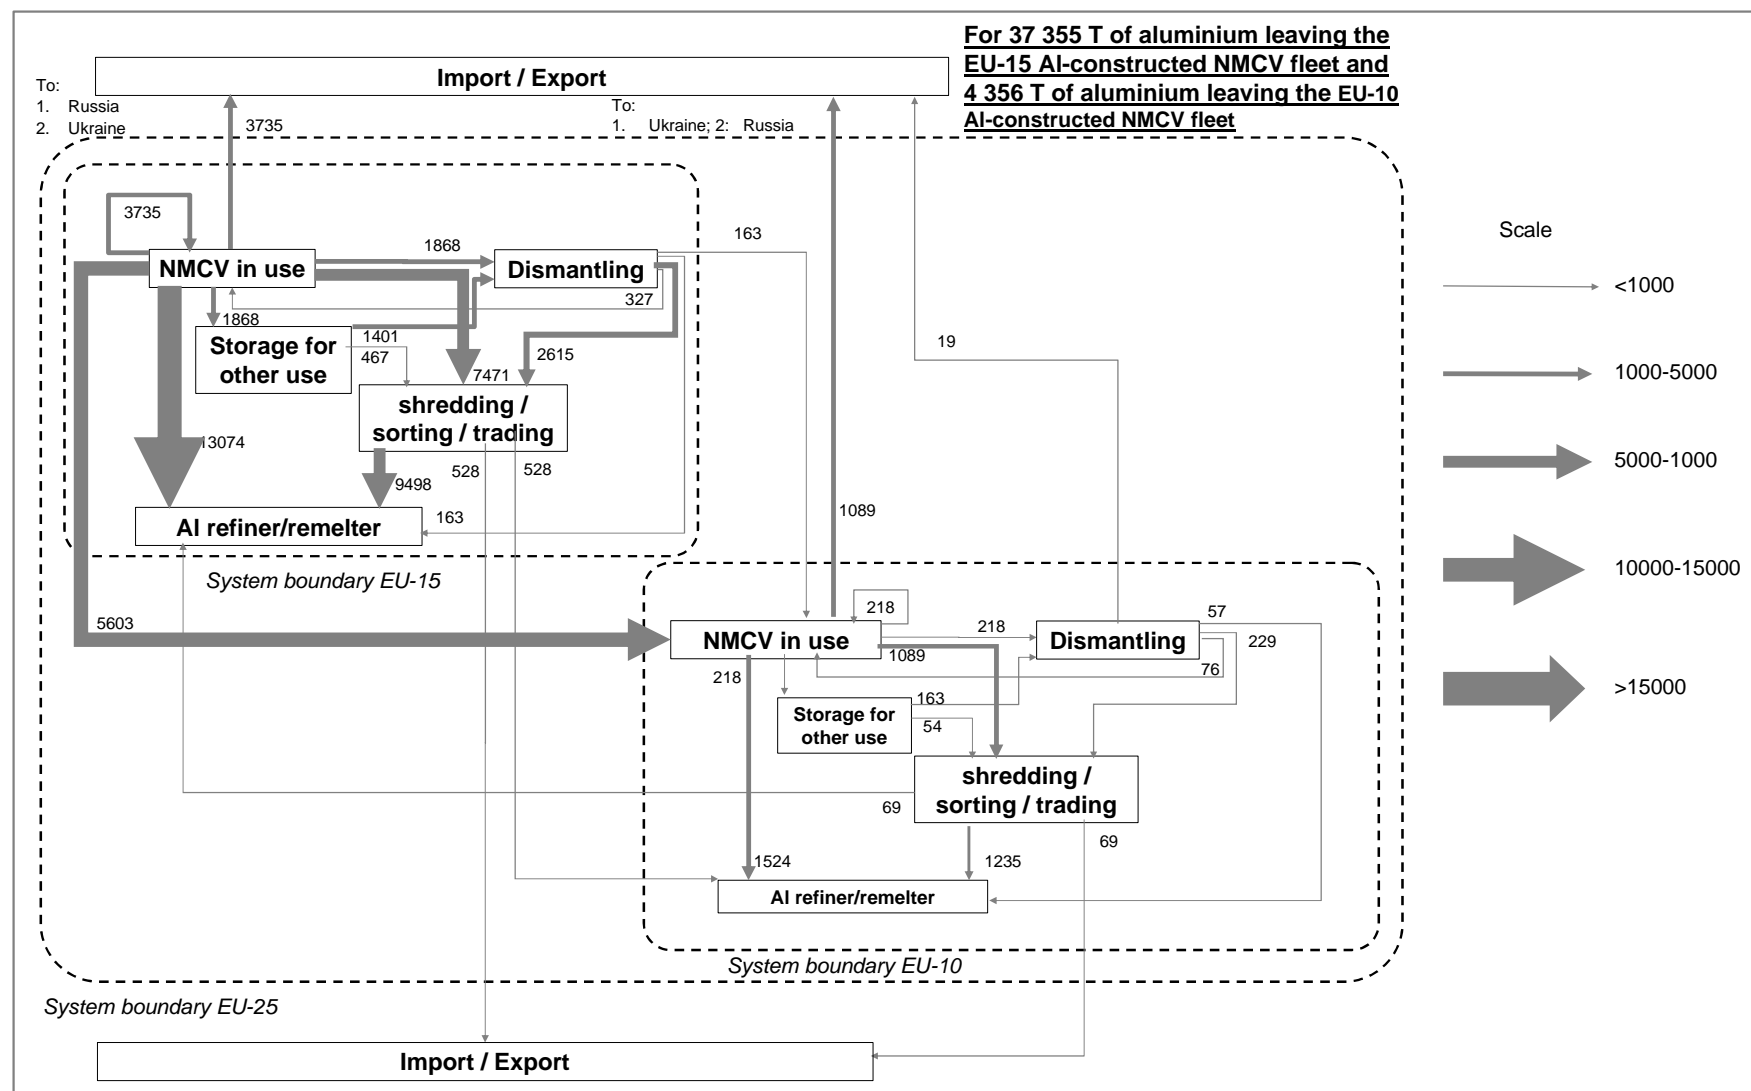 For 37 355 T of aluminium leaving the
EU-15 Al-constructed NMCV fleet and
4 356 T of aluminium leaving the EU-10
Al-constructed NMCV fleet
Import / Export
To:
1. Russia
2. Ukraine
3735
To:
1. Ukraine; 2: Russia
3735
1868
163
NMCV in use
Dismantling
327
1868
1401
467
2615
Storage for
other use
7471
shredding /
sorting / trading
13074
528
528
9498
Al refiner/remelter
163
System boundary EU-15
19
1089
Scale
<1000
1000-5000
5000-1000
10000-15000
>15000
5603
218
218
57
229
NMCV in use
1089
Dismantling
76
218
163
54
Storage for
other use
shredding /
sorting / trading
69
69
1524
1235
Al refiner/remelter
System boundary EU-10
System boundary EU-25
Import / Export